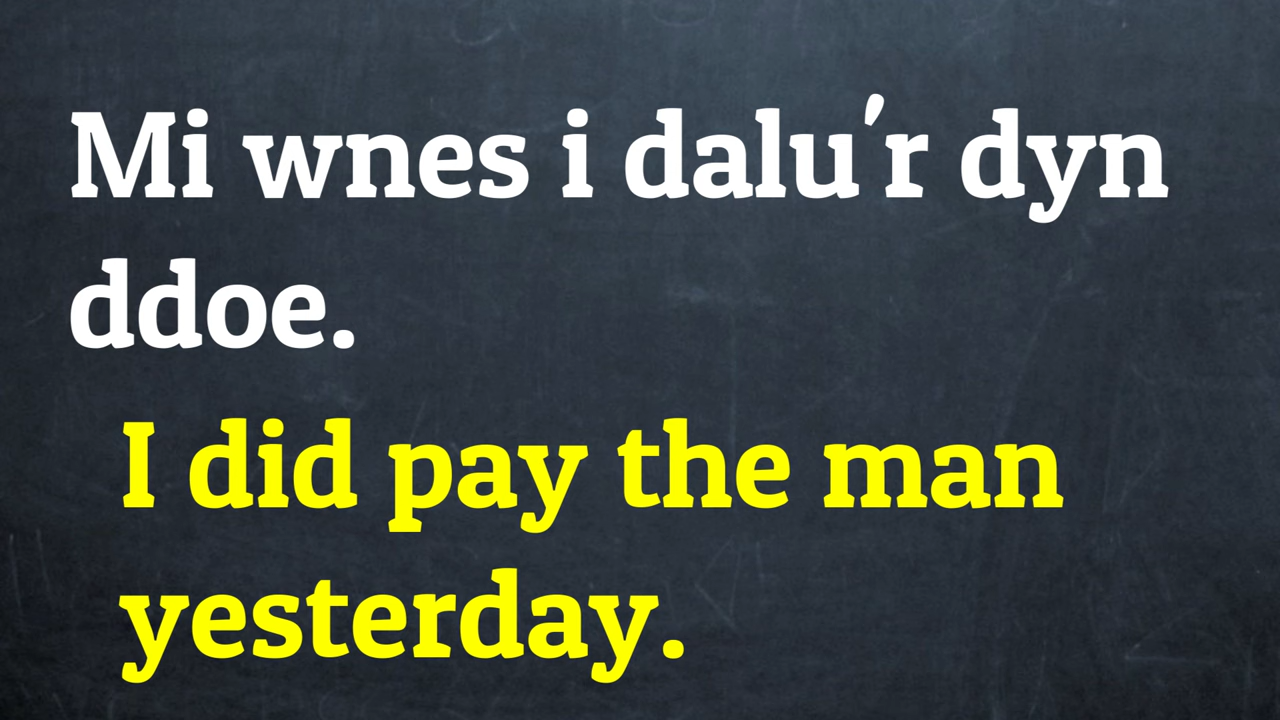 Mi wnes i dalu'r dyn
ddoe.
I did pay the man
yesterday.